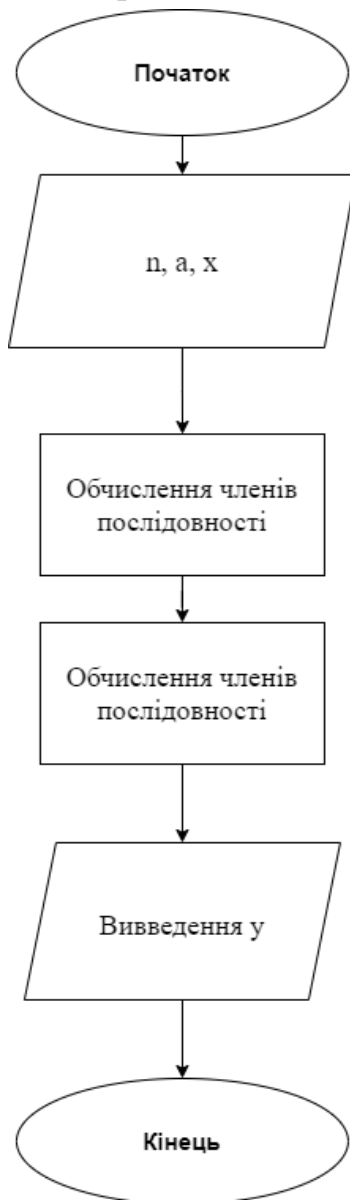 Початок
n, a, x
Обчислення членів
послідовності
Обчислення членів
послідовності
Вивведення y
Кінець